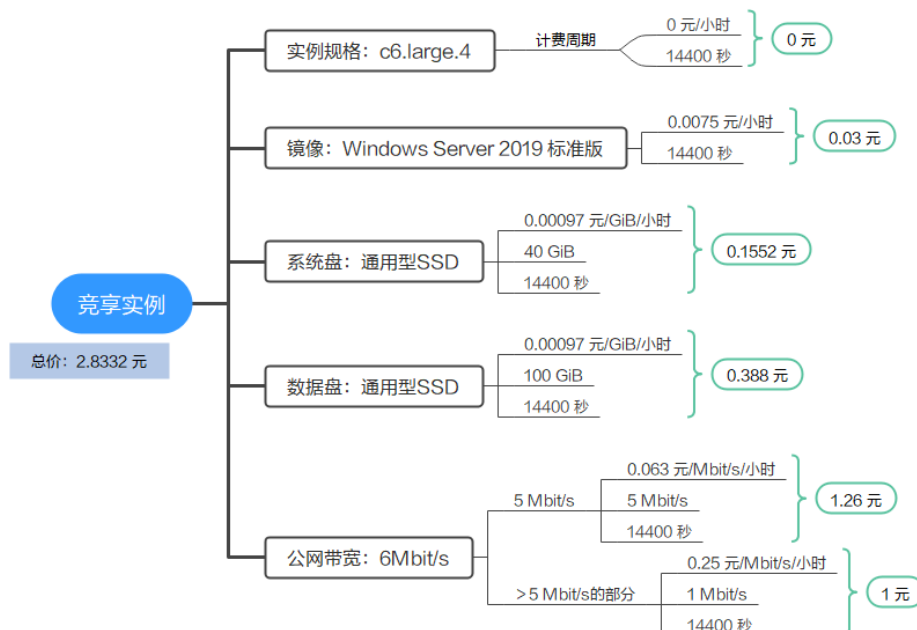 竞享实例
总价：2.8332 元
实例规格：c6.large.4
计费周期
0 元/小时
14400 秒
0 元
镜像：Windows Server 2019 标准版
0.0075 元/小时
14400 秒
0.03 元
系统盘：通用型SSD
0.00097 元/GiB/小时
40 GiB
14400 秒
0.1552 元
数据盘：通用型SSD
0.00097 元/GiB/小时
100 GiB
14400 秒
0.388 元
公网带宽：6Mbit/s
5 Mbit/s
0.063 元/Mbit/s/小时
5 Mbit/s
14400 秒
1.26 元
>5 Mbit/s的部分
0.25 元/Mbit/s/小时
1 Mbit/s
14400 秒
1 元